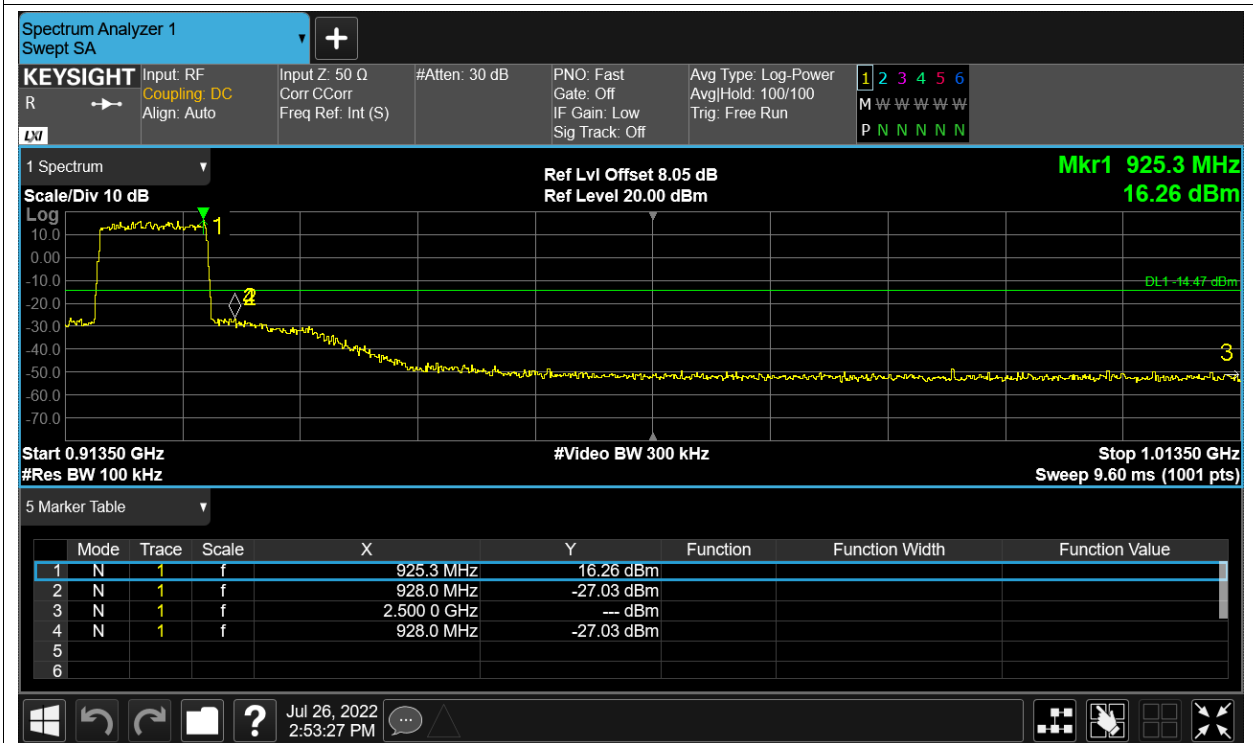 Spectrum Analyzer 1
Swept SA
+
KEYSIGHT Input: RF Input Z: 50 Ω #Atten: 30 dB PNO: Fast Avg Type: Log-Power 1 2 3 4 5 6
R Coupling: DC Corr CCorr Gate: Off Avg|Hold: 100/100 M W W W W W
Align: Auto Freq Ref: Int (S) IF Gain: Low Trig: Free Run
LXI Sig Track: Off P N N N N N
1 Spectrum Ref Lvl Offset 8.05 dB Mkr1 925.3 MHz
Scale/Div 10 dB Ref Level 20.00 dBm 16.26 dBm
Log
1
10.0
0.00
-10.0 DL1 -14.47 dBm
-20.0
-30.0
-40.0 3
-50.0
-60.0
-70.0
Start 0.91350 GHz #Video BW 300 kHz Stop 1.01350 GHz
#Res BW 100 kHz Sweep 9.60 ms (1001 pts)
5 Marker Table
Mode Trace Scale X Y Function Function Width Function Value
1 N 1 f 925.3 MHz 16.26 dBm
2 N 1 f 928.0 MHz -27.03 dBm
3 N 1 f 2.500 0 GHz --- dBm
4 N 1 f 928.0 MHz -27.03 dBm
5
6
? Jul 26, 2022
2:53:27 PM